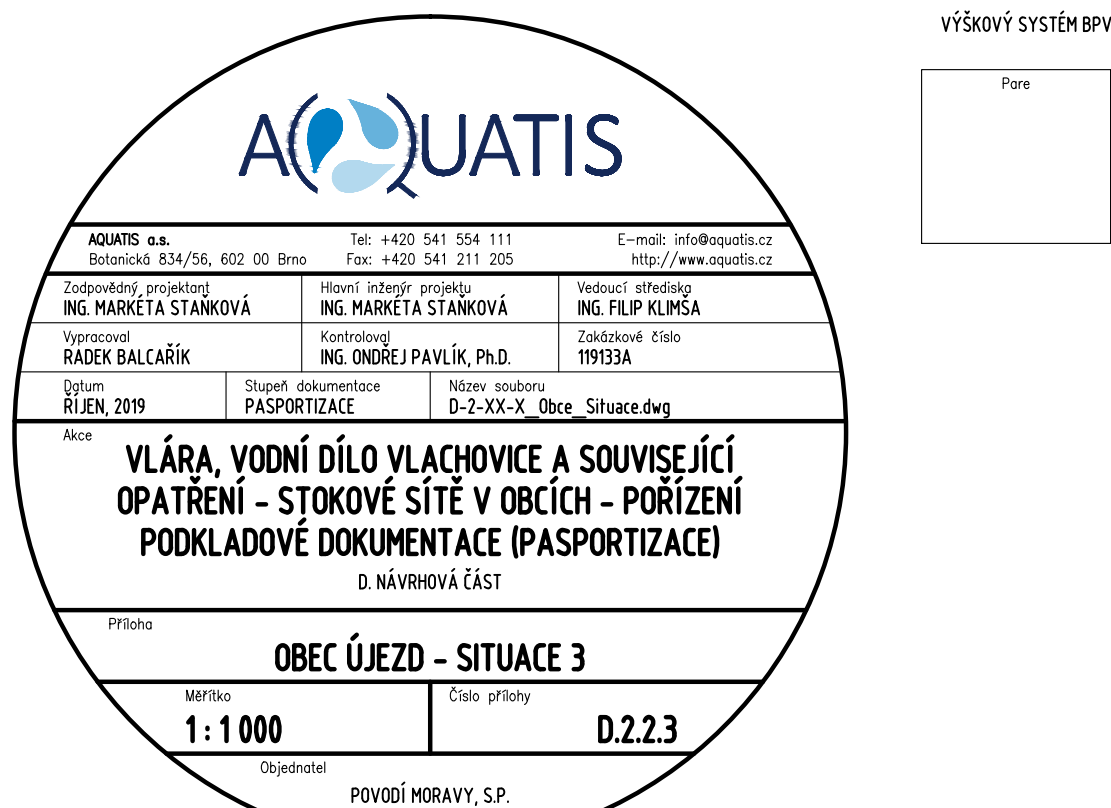 VÝŠKOVÝ SYSTÉM BPV
Pare
AQUATIS
AQUATIS a.s. Tel: +420 541 554 111 E-mail: info@aquatis.cz
Botanická 834/56, 602 00 Brno Fax: +420 541 211 205 http://www.aquatis.cz
Zodpovědný projektant Hlavní inženýr projektu Vedoucí střediska
ING. MARKÉTA STAŇKOVÁ ING. MARKÉTA STAŇKOVÁ ING. FILIP KLIMŠA
Vypracoval Kontroloval Zakázkové číslo
RADEK BALCAŘÍK ING. ONDŘEJ PAVLÍK, Ph.D. 119133A
Datum Stupeň dokumentace Název souboru
ŘÍJEN, 2019 PASPORTIZACE D-2-XX-X_Obce_Situace.dwg
Akce
VLÁRA, VODNÍ DÍLO VLACHOVICE A SOUVISEJÍCÍ
OPATŘENÍ - STOKOVÉ SÍTĚ V OBCÍCH - POŘÍZENÍ
PODKLADOVÉ DOKUMENTACE (PASPORTIZACE)
D. NÁVRHOVÁ ČÁST
Příloha
OBEC ÚJEZD - SITUACE 3
Měřítko Číslo přílohy
1 : 1 000 D.2.2.3
Objednatel
POVODÍ MORAVY, S.P.